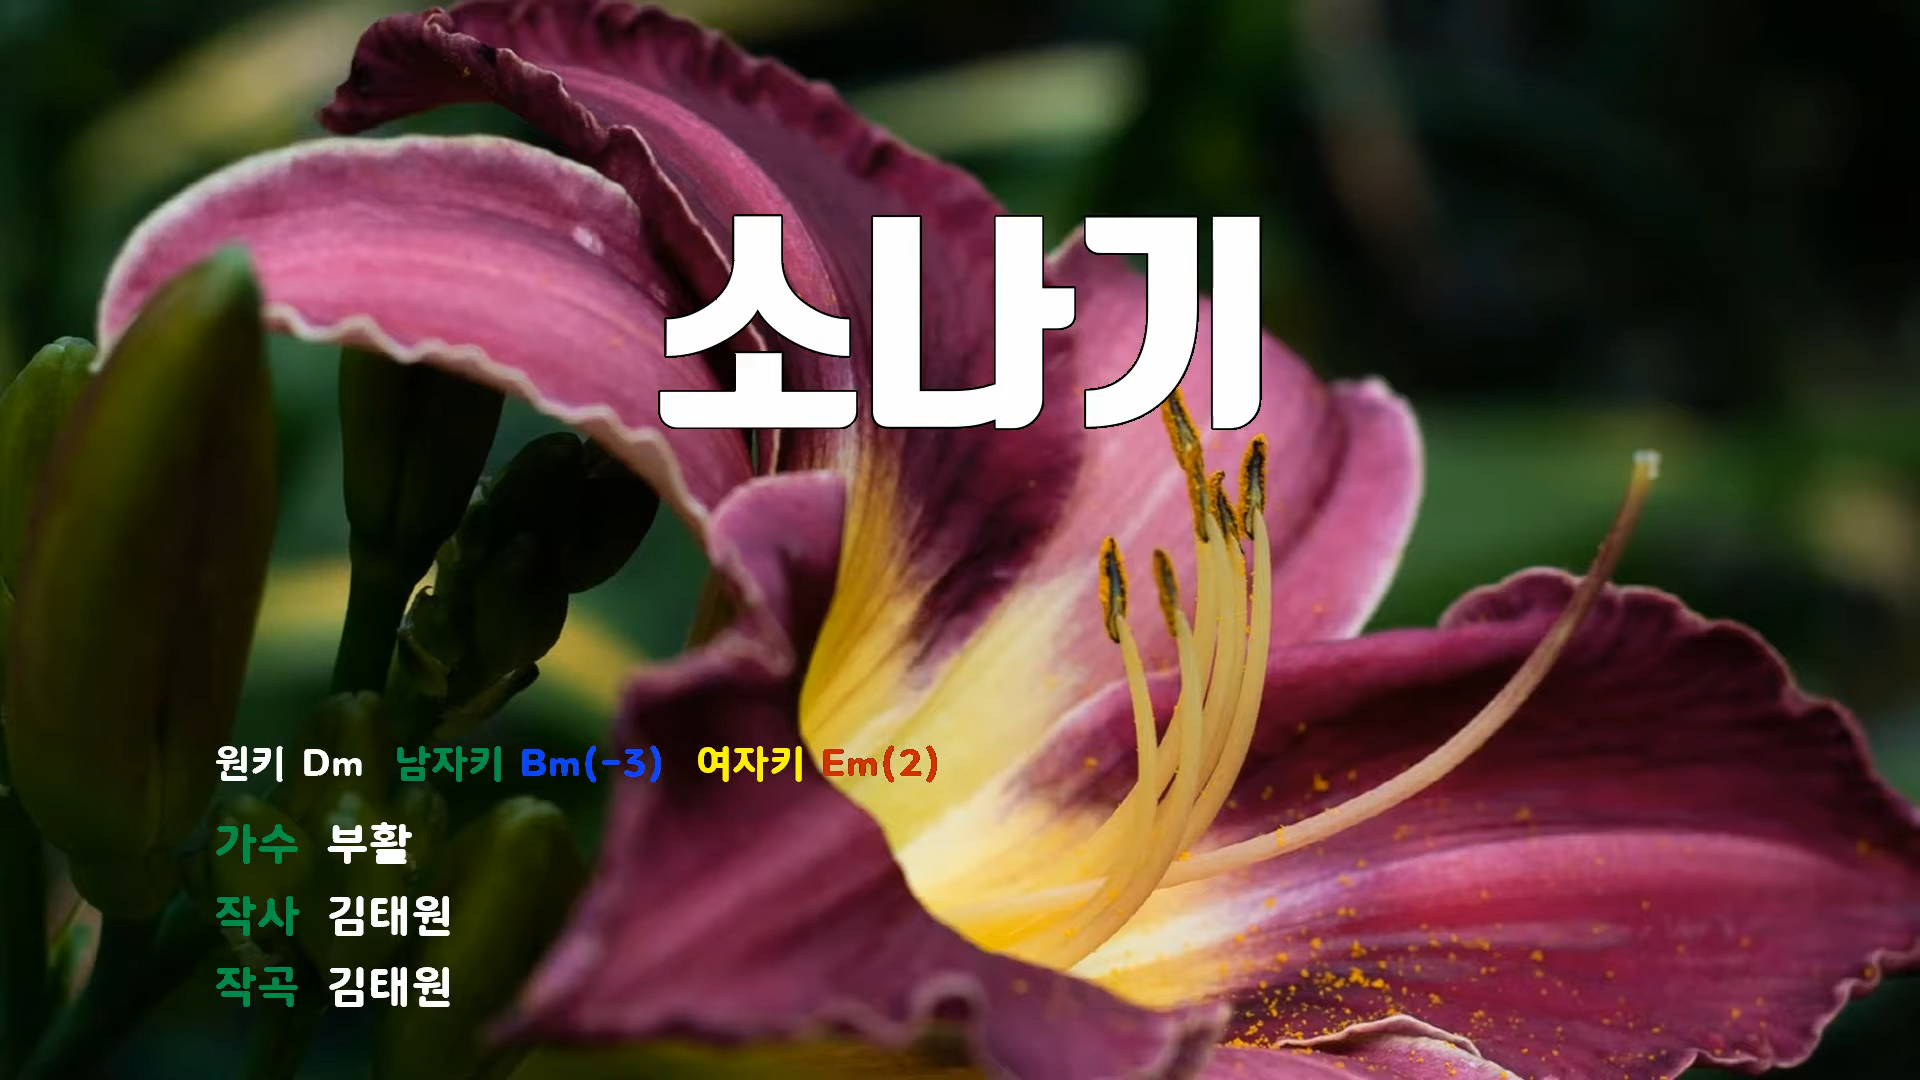 소나기
원키 Dm 남자키 Bm(-3) 여자키 Em(2)
가수 부활
작사 김태원
작곡 김태원